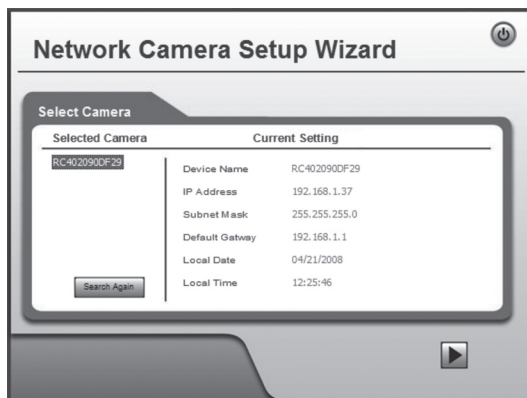 Network Camera Setup Wizard
Select Camera
Selected Camera
Current Setting
RC402090DF29
Device Name RC402090DF29
IP Address 192.168.1.37
Subnet Mask 255.255.255.0
Default Gatway 192.168.1.1
Local Date 04/21/2008
Local Time 12:25:46
Search Again